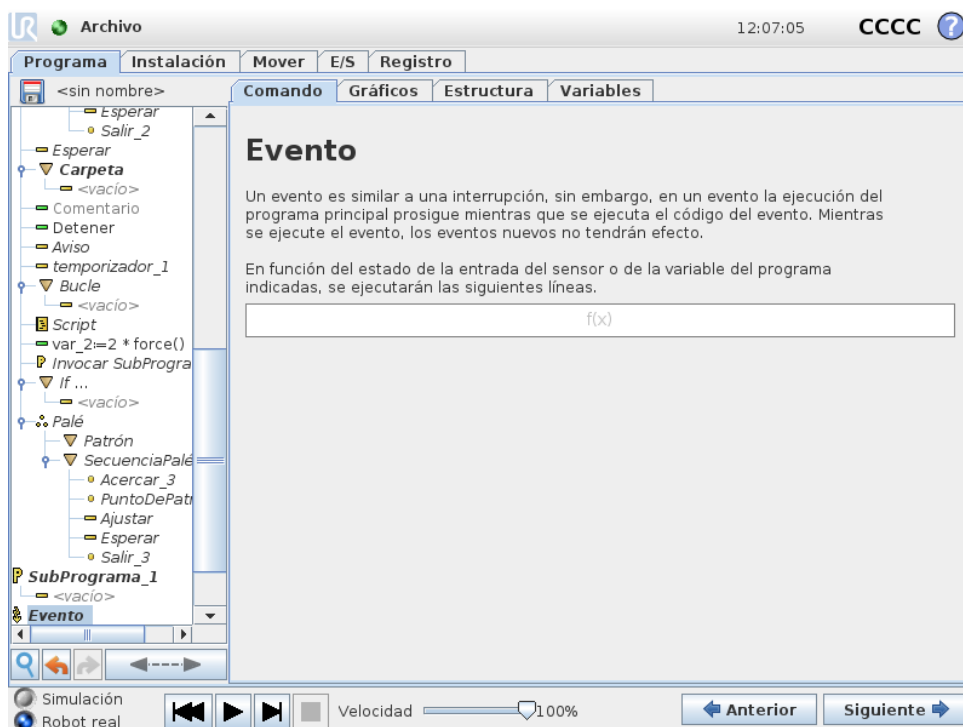 Archivo 12:07:05 CCCC ?
Programa Instalación Mover E/S Registro
<sin nombre> Comando Gráficos Estructura Variables
Esperar
Salir_2
Esperar
Carpeta
<vacío>
Comentario
Detener
Aviso
temporizador_1
Bucle
<vacío>
Script
var_2:=2 * force()
Invocar SubProgra
If ...
<vacío>
Palé
Patrón
SecuenciaPalé
Acercar_3
PuntoDePatr
Ajustar
Esperar
Salir_3
SubPrograma_1
<vacío>
Evento
Evento
Un evento es similar a una interrupción, sin embargo, en un evento la ejecución del
programa principal prosigue mientras que se ejecuta el código del evento. Mientras
se ejecute el evento, los eventos nuevos no tendrán efecto.
En función del estado de la entrada del sensor o de la variable del programa
indicadas, se ejecutarán las siguientes líneas.
f(x)
Simulación
Robot real
Velocidad 100%
Anterior Siguiente